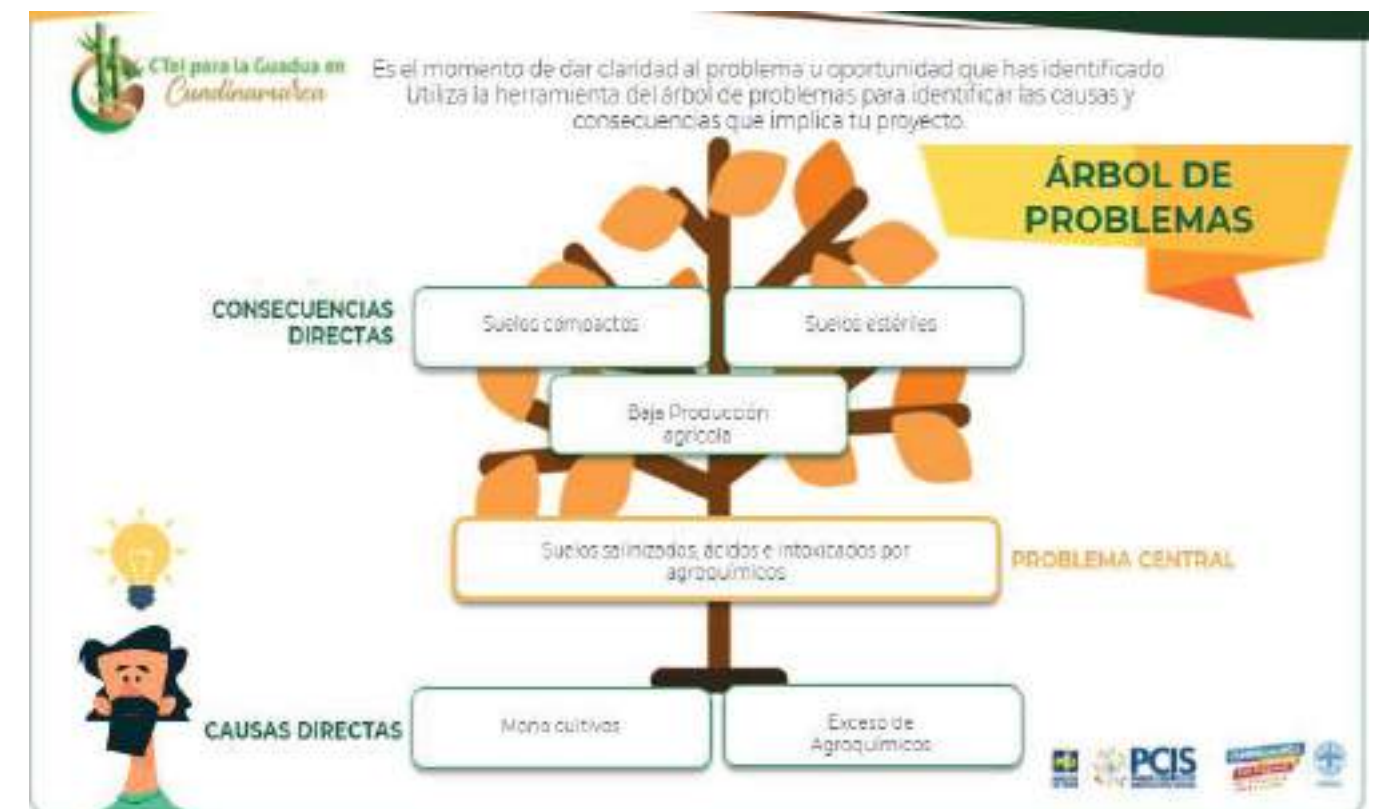 CTeI para la Guadua en
Cundinamarca
Es el momento de dar claridad al problema u oportunidad que has identificado
Utiliza la herramienta del árbol de problemas para identificar las causas y
consecuencias que implica tu proyecto.
ÁRBOL DE
PROBLEMAS
CONSECUENCIAS
DIRECTAS
Suelos compactos
Suelos estériles
Baja Producción
agrícola
Suelos salinizados, ácidos e intoxicados por
agroquímicos
PROBLEMA CENTRAL
CAUSAS DIRECTAS
Mono cultivos
Exceso de
Agroquímicos
PCIS